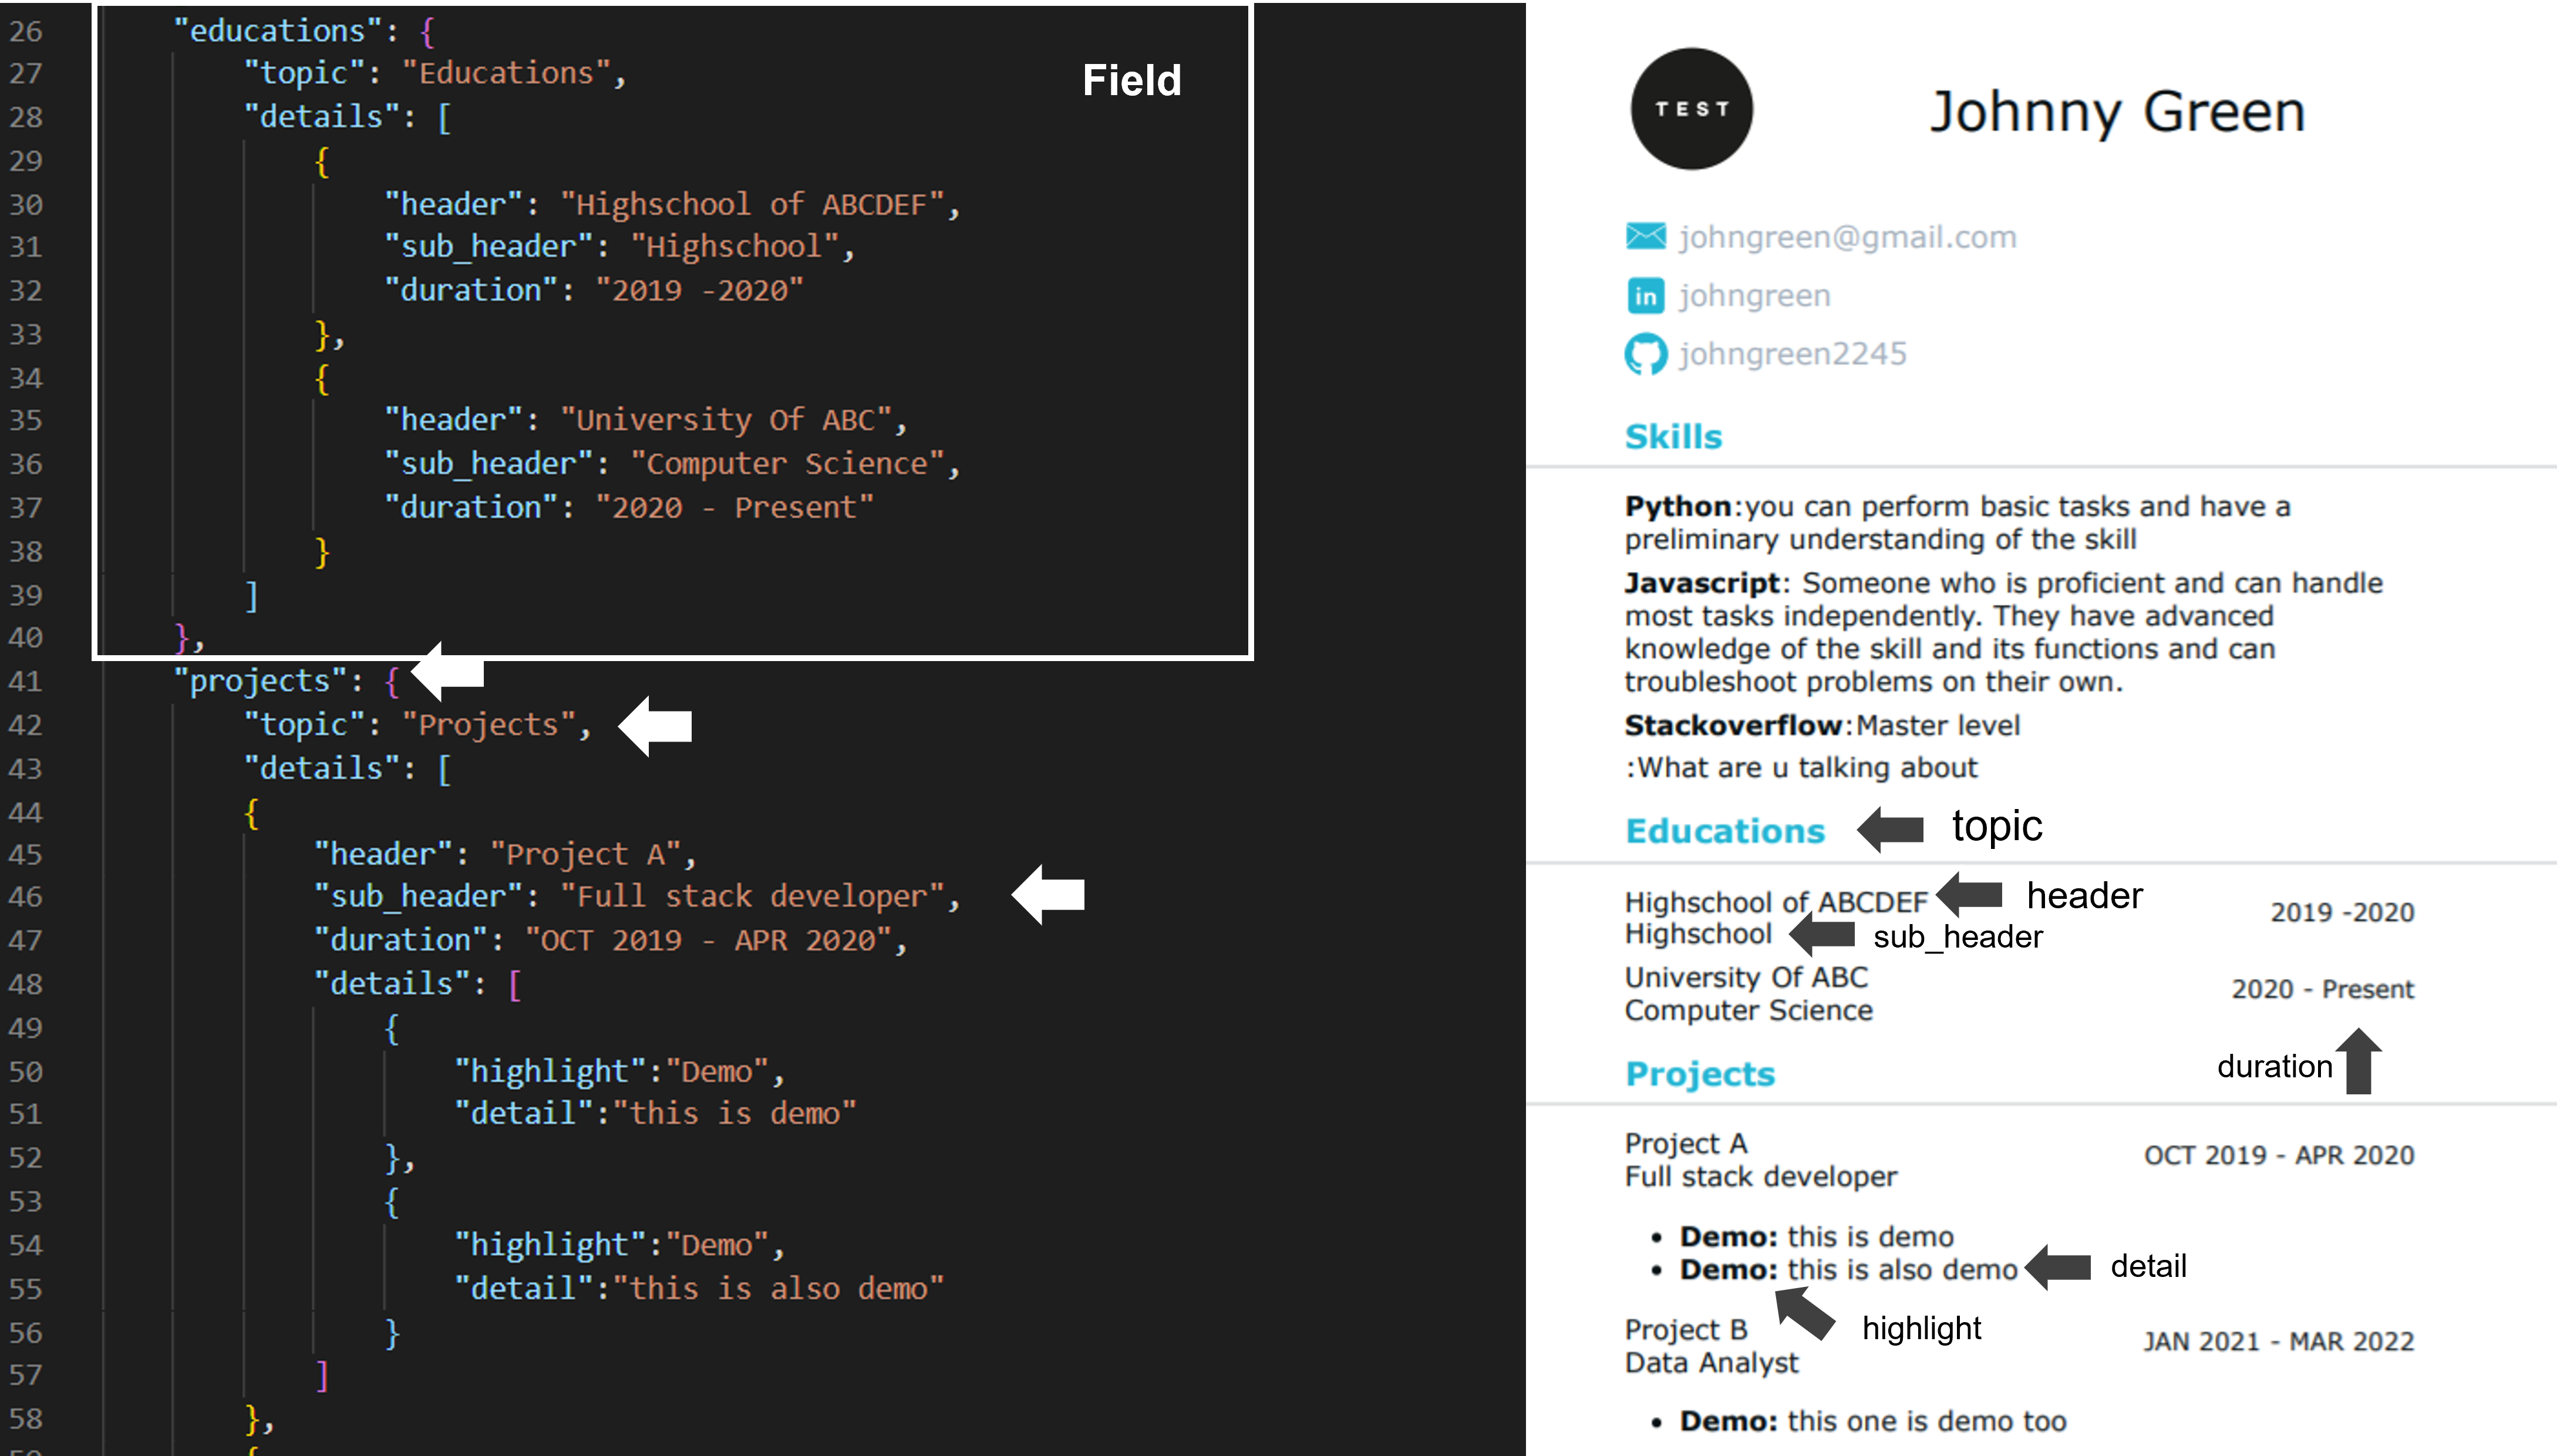 26 "educations": {
27 "topic": "Educations",
28 "details": [
29 {
30 "header": "Highschool of ABCDEF",
31 "sub_header": "Highschool",
32 "duration": "2019 -2020"
33 },
34 {
35 "header": "University Of ABC",
36 "sub_header": "Computer Science",
37 "duration": "2020 - Present"
38 }
39 ]
40 },
41 "projects": {
42 "topic": "Projects",
43 "details": [
44 {
45 "header": "Project A",
46 "sub_header": "Full stack developer",
47 "duration": "OCT 2019 - APR 2020",
48 "details": [
49 {
50 "highlight":"Demo",
51 "detail":"this is demo"
52 },
53 {
54 "highlight":"Demo",
55 "detail":"this is also demo"
56 }
57 ]
58 },
{
Field
TEST
Johnny Green
johngreen@gmail.com
in johngreen
johngreen2245
Skills
Python:you can perform basic tasks and have a
preliminary understanding of the skill
Javascript: Someone who is proficient and can handle
most tasks independently. They have advanced
knowledge of the skill and its functions and can
troubleshoot problems on their own.
Stackoverflow:Master level
:What are u talking about
Educations topic
Highschool of ABCDEF header 2019 -2020
Highschool sub_header
University Of ABC 2020 - Present
Computer Science
duration
Projects
Project A OCT 2019 - APR 2020
Full stack developer
• Demo: this is demo
• Demo: this is also demo detail
highlight
Project B JAN 2021 - MAR 2022
Data Analyst
• Demo: this one is demo too